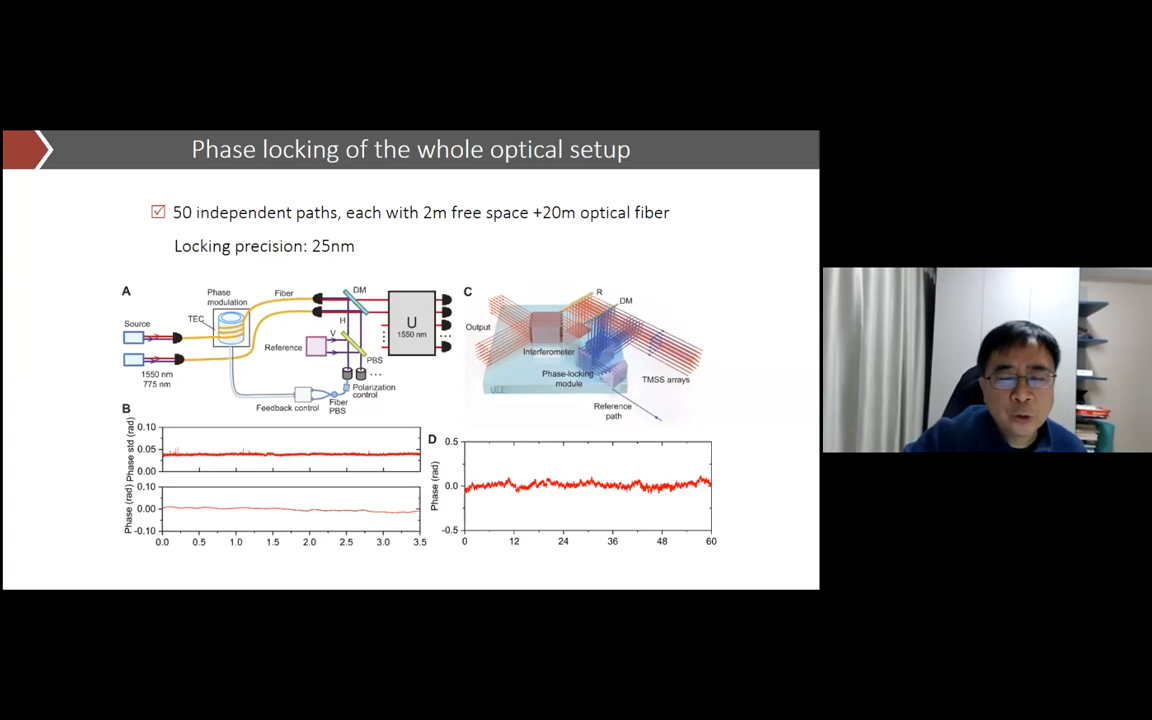 Phase locking of the whole optical setup
50 independent paths, each with 2m free space +20m optical fiber
Locking precision: 25nm
A
Phase
modulation
Fiber
DM
TEC
Source
H
U
1550 nm
V
Reference
PBS
1550 nm
775 nm
Polarization
control
Feedback control
Fiber
PBS
C
R
DM
Output
Interferometer
Phase-locking
module
TMSS arrays
ULE
Reference
path
B
Phase std (rad)
0.10
0.05
0.00
Phase (rad)
0.10
0.00
-0.10
0.0 0.5 1.0 1.5 2.0 2.5 3.0 3.5
D
Phase (rad)
0.5
0.0
-0.5
0 12 24 36 48 60